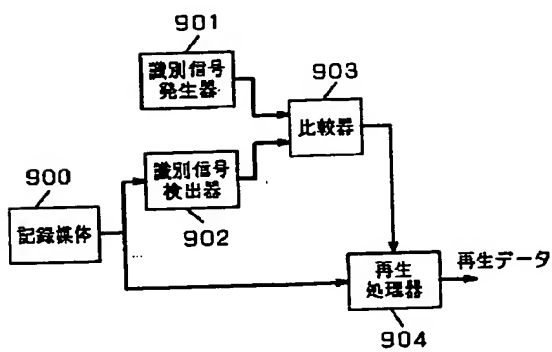 901
識別信号
発生器
903
比較器
900
識別信号
検出器
902
記録媒体
再生
処理器
再生データ
904